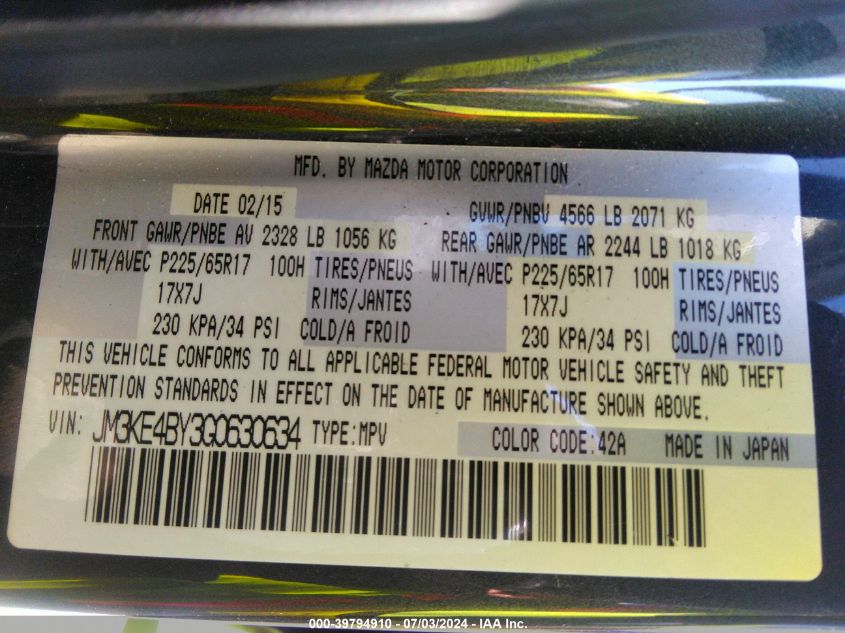 MFD. BY MAZDA MOTOR CORPORATION
DATE 02/15 GVWR/PNBV 4566 LB 2071 KG
FRONT GAWR/PNBE AV 2328 LB 1056 KG REAR GAWR/PNBE AR 2244 LB 1018 KG
WITH/AVEC P225/65R17 100H TIRES/PNEUS WITH/AVEC P225/65R17 100H TIRES/PNEUS
17X7J RIMS/JANTES 17X7J RIMS/JANTES
230 KPA/34 PSI COLD/A FROID 230 KPA/34 PSI COLD/A FROID
THIS VEHICLE CONFORMS TO ALL APPLICABLE FEDERAL MOTOR VEHICLE SAFETY AND THEFT
PREVENTION STANDARDS IN EFFECT ON THE DATE OF MANUFACTURE SHOWN ABOVE.
VIN: JM3KE4BY3G0630634 TYPE:MPV COLOR CODE:42A MADE IN JAPAN
000-39794910 - 07/03/2024 - IAA Inc.